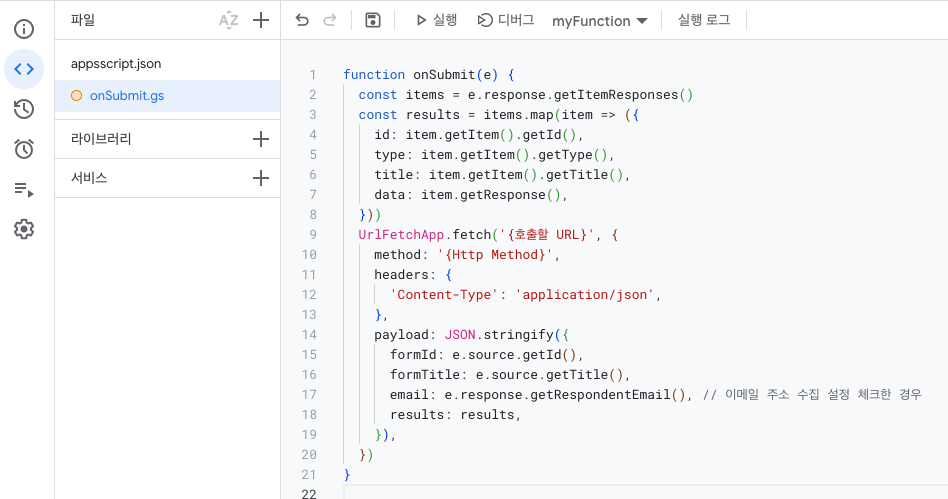 파일
AZ
실행
디버그
myFunction
실행 로그
appsscript.json
onSubmit.gs
라이브러리
서비스
1 function onSubmit(e) {
2 const items = e.response.getItemResponses()
3 const results = items.map(item => ({
4 id: item.getItem().getId(),
5 type: item.getItem().getType(),
6 title: item.getItem().getTitle(),
7 data: item.getResponse(),
8 }))
9 UrlFetchApp.fetch('{호출할 URL}', {
10 method: '{Http Method}',
11 headers: {
12 'Content-Type': 'application/json',
13 },
14 payload: JSON.stringify({
15 formId: e.source.getId(),
16 formTitle: e.source.getTitle(),
17 email: e.response.getRespondentEmail(), // 이메일 주소 수집 설정 체크한 경우
18 results: results,
19 }),
20 })
21 }
22